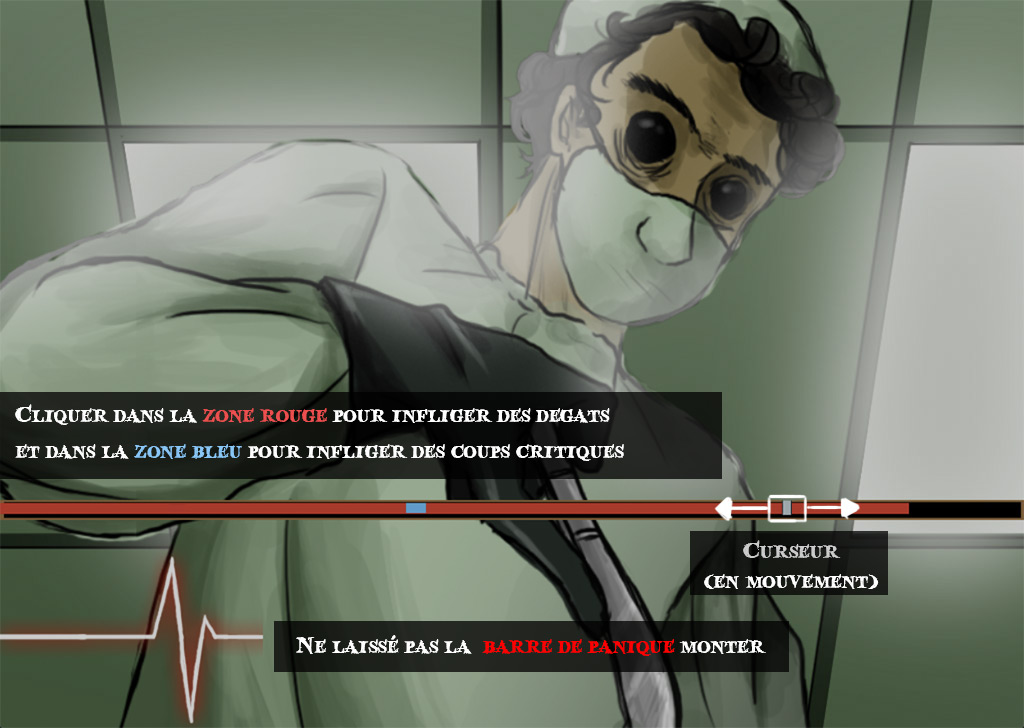 Cliquer dans la zone rouge pour infliger des degats
et dans la zone bleu pour infliger des coups critiques
Curseur
(en mouvement)
Ne laissé pas la barre de panique monter